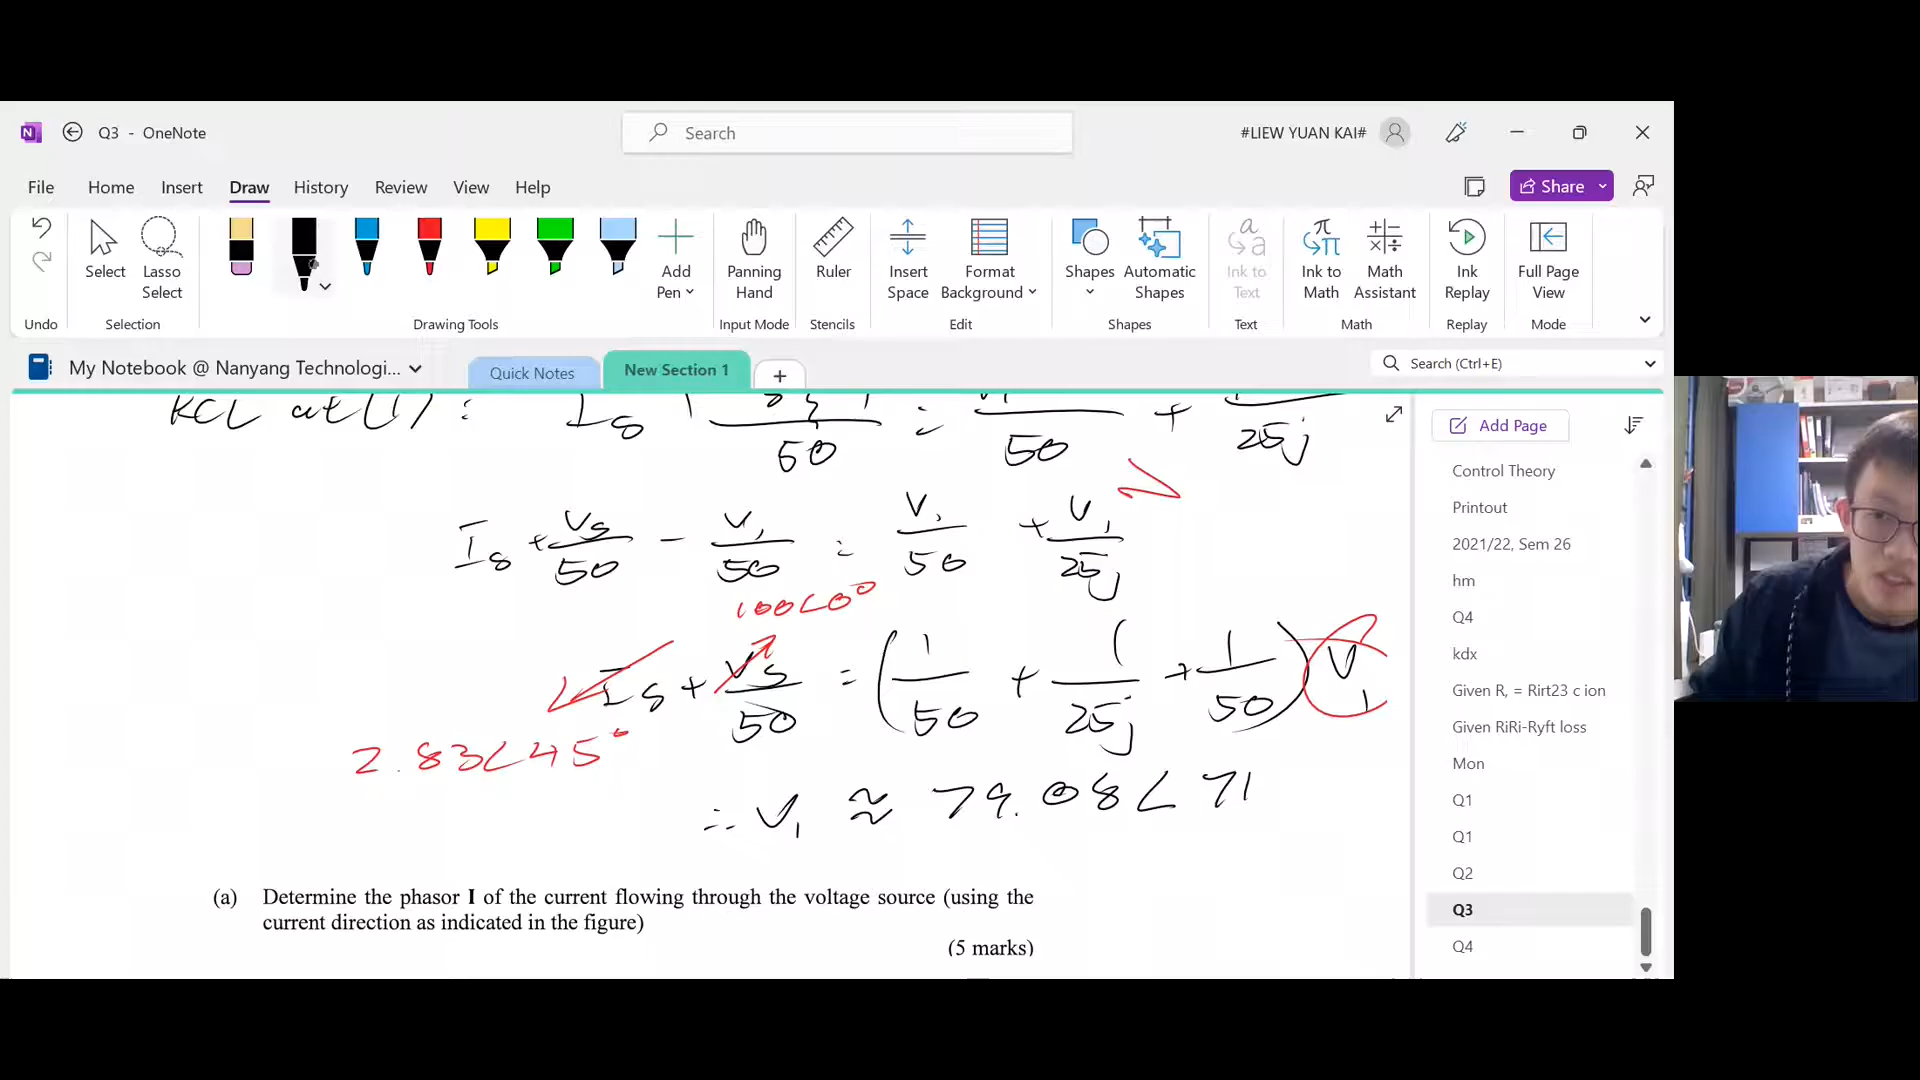 Q3 - OneNote
Search
#LIEW YUAN KAI#
File Home Insert Draw History Review View Help
Share
Select
Lasso Select
Add Pen
Panning Hand
Ruler
Insert Space
Format Background
Shapes
Automatic Shapes
Ink to Text
Ink to Math
Math Assistant
Ink Replay
Full Page View
Undo
Selection
Drawing Tools
Input Mode
Stencils
Edit
Shapes
Text
Math
Replay
Mode
My Notebook @ Nanyang Technologi...
Quick Notes
New Section 1
+
Search (Ctrl+E)
Add Page
Control Theory
Printout
2021/22, Sem 26
hm
Q4
kdx
Given R, = Rirt23 c ion
Given RiRi-Ryft loss
Mon
Q1
Q1
Q2
Q3
Q4
KCL at (1) :
50 50 25j
Is + Vs/50 - V1/50 = V1/50 + V1/25j
100<0°
Is + Vs/50 = (1/50 + 1/25j + 1/50) V1
2.83<45°
∴ V1 ≈ 79.08<71
(a) Determine the phasor I of the current flowing through the voltage source (using the
current direction as indicated in the figure)
(5 marks)